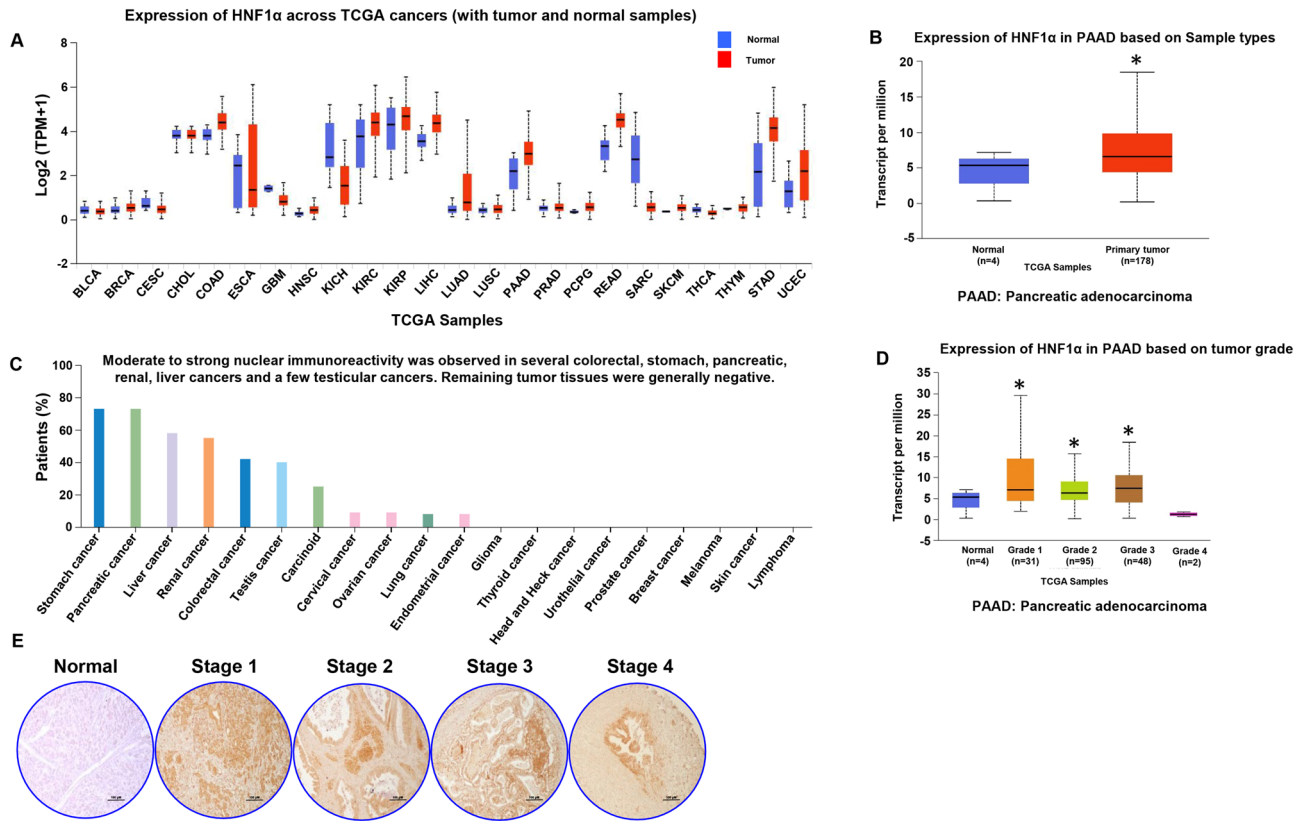 A
Expression of HNF1α across TCGA cancers (with tumor and normal samples)
Log2 (TPM+1)
8
6
4
2
0
-2
Normal
Tumor
BLCA
BRCA
CESC
CHOL
COAD
ESCA
GBM
HNSC
KICH
KIRC
KIRP
LIHC
LUAD
LUSC
PAAD
PRAD
PCPG
READ
SARC
SKCM
THCA
THYM
STAD
UCEC
TCGA Samples
B
Expression of HNF1α in PAAD based on Sample types
Transcript per million
20
15
10
5
0
-5
*
Normal
(n=4)
Primary tumor
(n=178)
TCGA Samples
PAAD: Pancreatic adenocarcinoma
C
Moderate to strong nuclear immunoreactivity was observed in several colorectal, stomach, pancreatic,
renal, liver cancers and a few testicular cancers. Remaining tumor tissues were generally negative.
Patients (%)
100
80
60
40
20
0
Stomach cancer
Pancreatic cancer
Liver cancer
Renal cancer
Colorectal cancer
Testis cancer
Carcinoid
Cervical cancer
Ovarian cancer
Lung cancer
Endometrial cancer
Glioma
Thyroid cancer
Head and Heck cancer
Urothelial cancer
Prostate cancer
Breast cancer
Melanoma
Skin cancer
Lymphoma
D
Expression of HNF1α in PAAD based on tumor grade
Transcript per million
35
30
25
20
15
10
5
0
-5
*
*
*
Normal
(n=4)
Grade 1
(n=31)
Grade 2
(n=95)
Grade 3
(n=48)
Grade 4
(n=2)
TCGA Samples
PAAD: Pancreatic adenocarcinoma
E
Normal
Stage 1
Stage 2
Stage 3
Stage 4